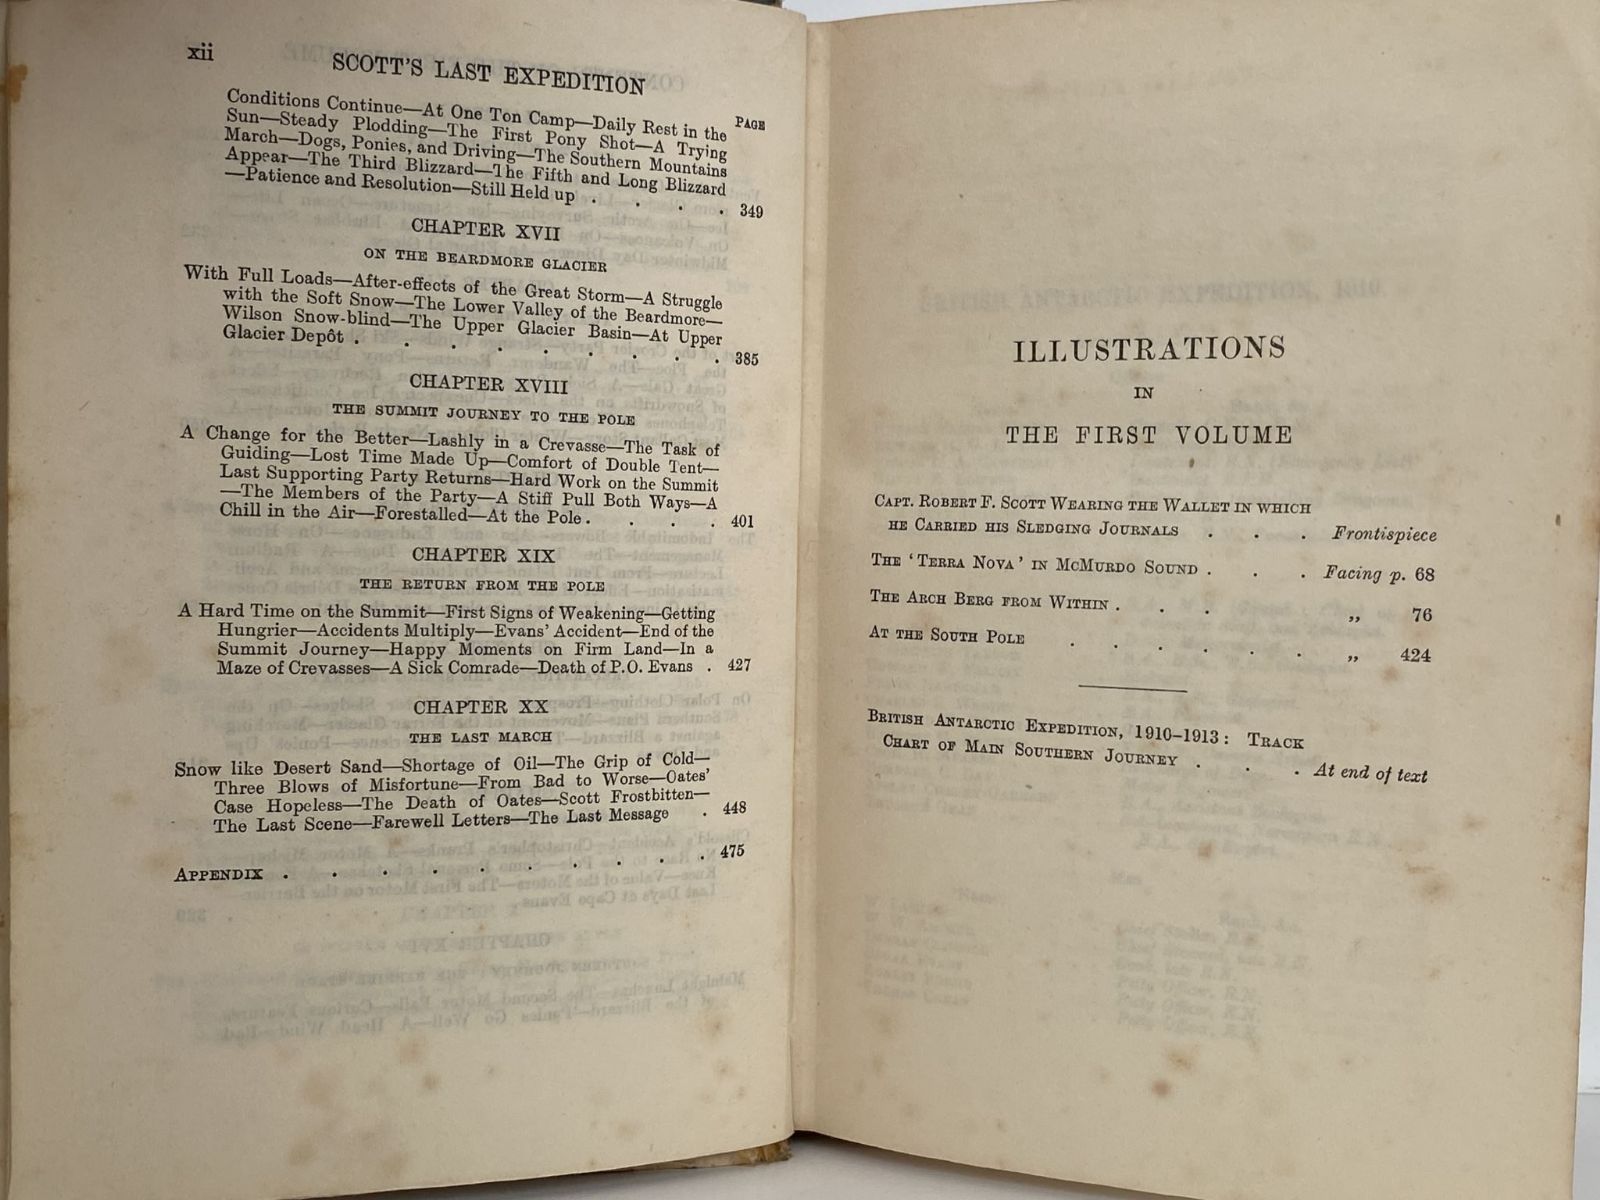 xii
SCOTT'S LAST EXPEDITION
PAGE
Conditions Continue—At One Ton Camp—Daily Rest in the
Sun—Steady Plodding—The First Pony Shot—A Trying
March—Dogs, Ponies, and Driving—The Southern Mountains
Appear—The Third Blizzard—The Fifth and Long Blizzard
—Patience and Resolution—Still Held up . . . . 349
CHAPTER XVII
ON THE BEARDMORE GLACIER
With Full Loads—After-effects of the Great Storm—A Struggle
with the Soft Snow—The Lower Valley of the Beardmore—
Wilson Snow-blind—The Upper Glacier Basin—At Upper
Glacier Depôt . . . . . . . . . 385
CHAPTER XVIII
THE SUMMIT JOURNEY TO THE POLE
A Change for the Better—Lashly in a Crevasse—The Task of
Guiding—Lost Time Made Up—Comfort of Double Tent—
Last Supporting Party Returns—Hard Work on the Summit
—The Members of the Party—A Stiff Pull Both Ways—A
Chill in the Air—Forestalled—At the Pole . . . . 401
CHAPTER XIX
THE RETURN FROM THE POLE
A Hard Time on the Summit—First Signs of Weakening—Getting
Hungrier—Accidents Multiply—Evans' Accident—End of the
Summit Journey—Happy Moments on Firm Land—In a
Maze of Crevasses—A Sick Comrade—Death of P.O. Evans . 427
CHAPTER XX
THE LAST MARCH
Snow like Desert Sand—Shortage of Oil—The Grip of Cold—
Three Blows of Misfortune—From Bad to Worse—Oates'
Case Hopeless—The Death of Oates—Scott Frostbitten—
The Last Scene—Farewell Letters—The Last Message . 448
APPENDIX . . . . . . . . . . 475
ILLUSTRATIONS
IN
THE FIRST VOLUME
CAPT. ROBERT F. SCOTT WEARING THE WALLET IN WHICH
HE CARRIED HIS SLEDGING JOURNALS . . . Frontispiece
THE 'TERRA NOVA' IN MCMURDO SOUND . . . Facing p. 68
THE ARCH BERG FROM WITHIN . . . ,, 76
AT THE SOUTH POLE . . . . . . ,, 424
BRITISH ANTARCTIC EXPEDITION, 1910-1913: TRACK
CHART OF MAIN SOUTHERN JOURNEY . . . At end of text